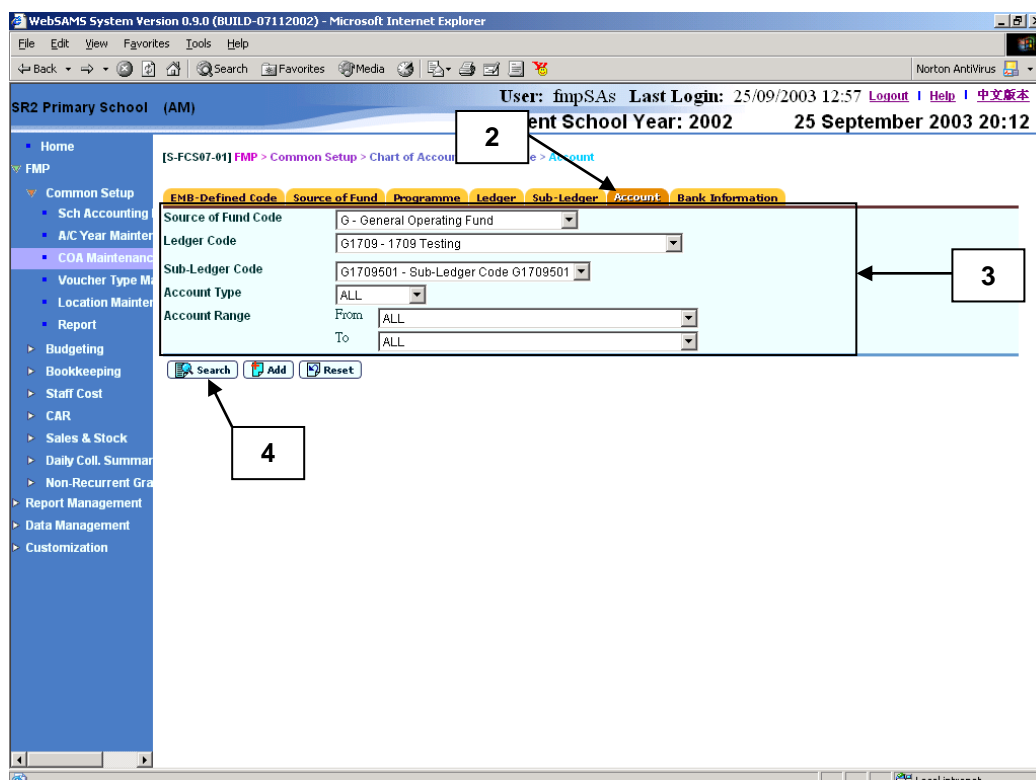 WebSAMS System Version 0.9.0 (BUILD-07112002) - Microsoft Internet Explorer
File Edit View Favorites Tools Help
Back Search Favorites Media Norton AntiVirus
SR2 Primary School (AM)
User: fmpSAs Last Login: 25/09/2003 12:57 Logout | Help | 中文版本
ent School Year: 2002 25 September 2003 20:12
2
Home
FMP
Common Setup
Sch Accounting
A/C Year Mainter
COA Maintenanc
Voucher Type Ma
Location Mainter
Report
Budgeting
Bookkeeping
Staff Cost
CAR
Sales & Stock
Daily Coll. Summar
Non-Recurrent Gra
Report Management
Data Management
Customization
[S-FCS07-01] FMP > Common Setup > Chart of Accou e > Account
EMB-Defined Code Source of Fund Programme Ledger Sub-Ledger Account Bank Information
Source of Fund Code G - General Operating Fund
Ledger Code G1709 - 1709 Testing
Sub-Ledger Code G1709501 - Sub-Ledger Code G1709501
Account Type ALL
Account Range From ALL
To ALL
3
Search Add Reset
4